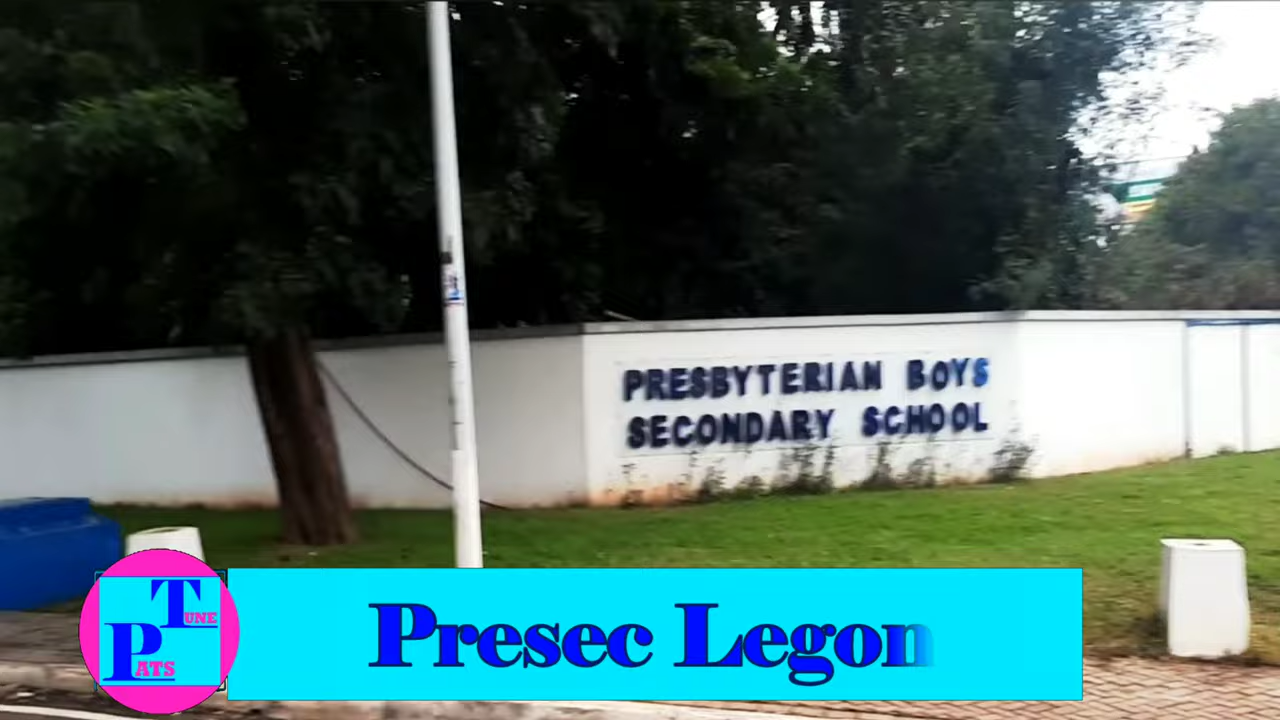 PRESBYTERIAN BOYS
SECONDARY SCHOOL
TUNE
PATS
Presec Legon